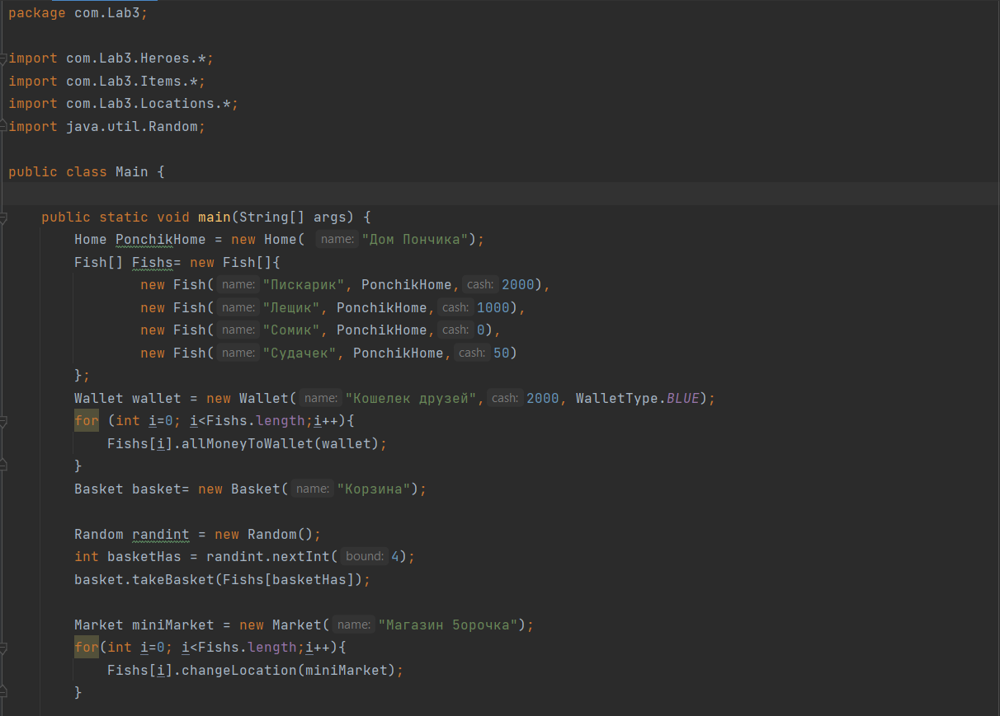 package com.Lab3;
import com.Lab3.Heroes.*;
import com.Lab3.Items.*;
import com.Lab3.Locations.*;
import java.util.Random;
public class Main {
public static void main(String[] args) {
Home PonchikHome = new Home( name: "Дом Пончика");
Fish[] Fishs= new Fish[]{
new Fish( name: "Пискарик", PonchikHome, cash: 2000),
new Fish( name: "Лещик", PonchikHome, cash: 1000),
new Fish( name: "Сомик", PonchikHome, cash: 0),
new Fish( name: "Судачек", PonchikHome, cash: 50)
};
Wallet wallet = new Wallet( name: "Кошелек друзей", cash: 2000, WalletType.BLUE);
for (int i=0; i<Fishs.length;i++){
Fishs[i].allMoneyToWallet(wallet);
}
Basket basket= new Basket( name: "Корзина");
Random randint = new Random();
int basketHas = randint.nextInt( bound: 4);
basket.takeBasket(Fishs[basketHas]);
Market miniMarket = new Market( name: "Магазин 5орочка");
for(int i=0; i<Fishs.length;i++){
Fishs[i].changeLocation(miniMarket);
}